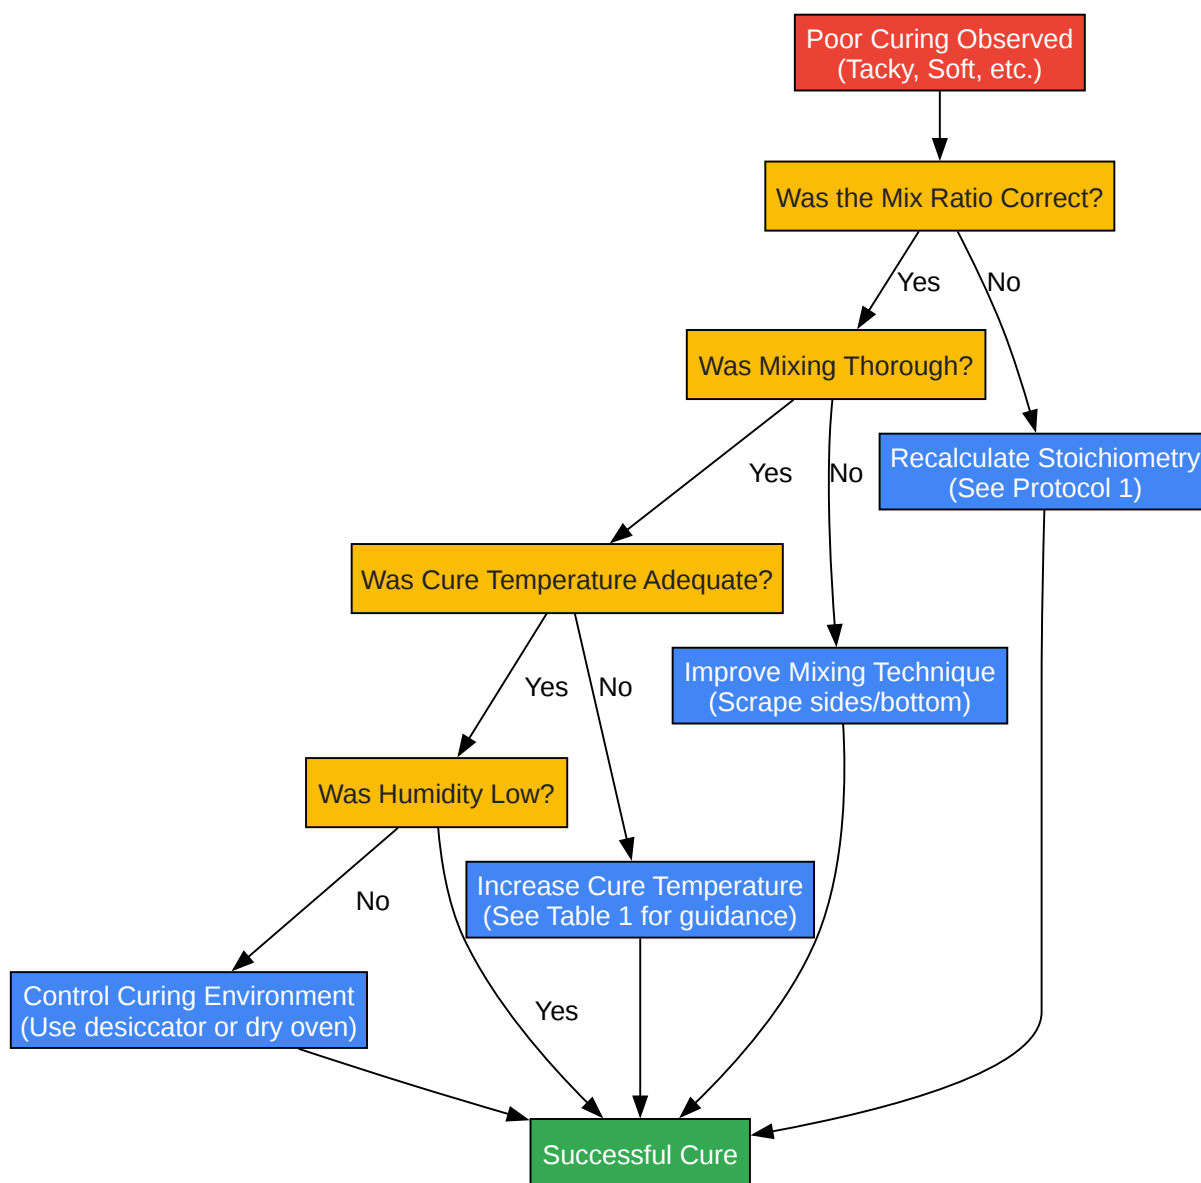 Poor Curing Observed
(Tacky, Soft, etc.)
Was the Mix Ratio Correct?
Yes
No
Was Mixing Thorough?
Yes
No
Recalculate Stoichiometry
(See Protocol 1)
Was Cure Temperature Adequate?
Yes
No
Improve Mixing Technique
(Scrape sides/bottom)
Was Humidity Low?
No
Yes
Increase Cure Temperature
(See Table 1 for guidance)
Control Curing Environment
(Use desiccator or dry oven)
Successful Cure